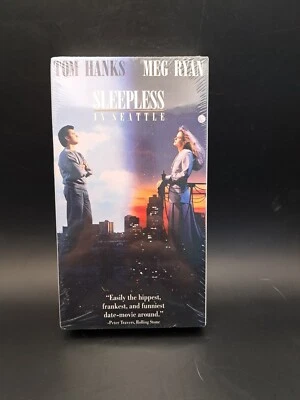 TOM HANKS MEG RYAN
SLEEPLESS
IN SEATTLE
"Easily the hippest,
frankest, and funniest
date-movie around."
-Peter Travers, Rolling Stone